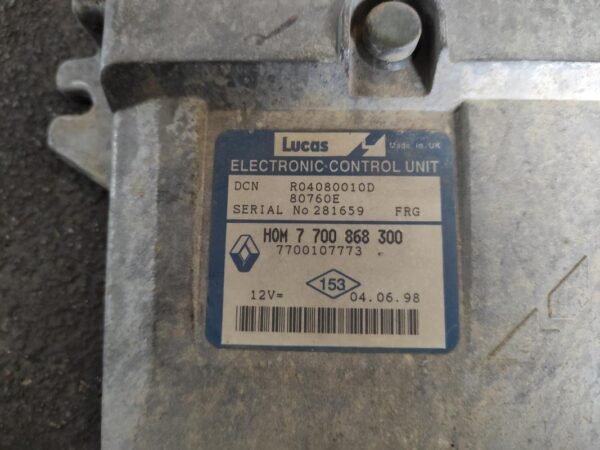 Lucas Made in UK
ELECTRONIC·CONTROL UNIT
DCN R04080010D
80760E
SERIAL No 281659 FRG
HOM 7 700 868 300
7700107773
153
12V= 04.06.98